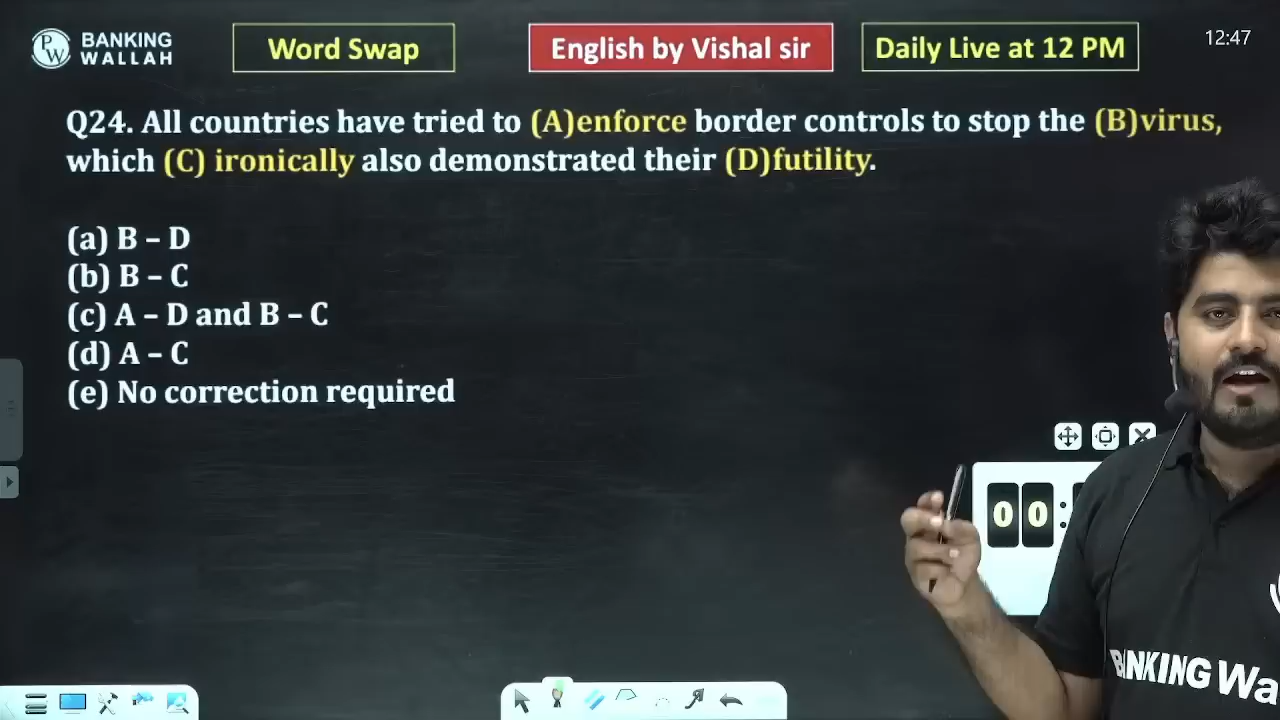 PW BANKING WALLAH
Word Swap
English by Vishal sir
Daily Live at 12 PM
12:47
Q24. All countries have tried to (A)enforce border controls to stop the (B)virus,
which (C) ironically also demonstrated their (D)futility.
(a) B – D
(b) B – C
(c) A – D and B – C
(d) A – C
(e) No correction required
00:
BANKING Wa